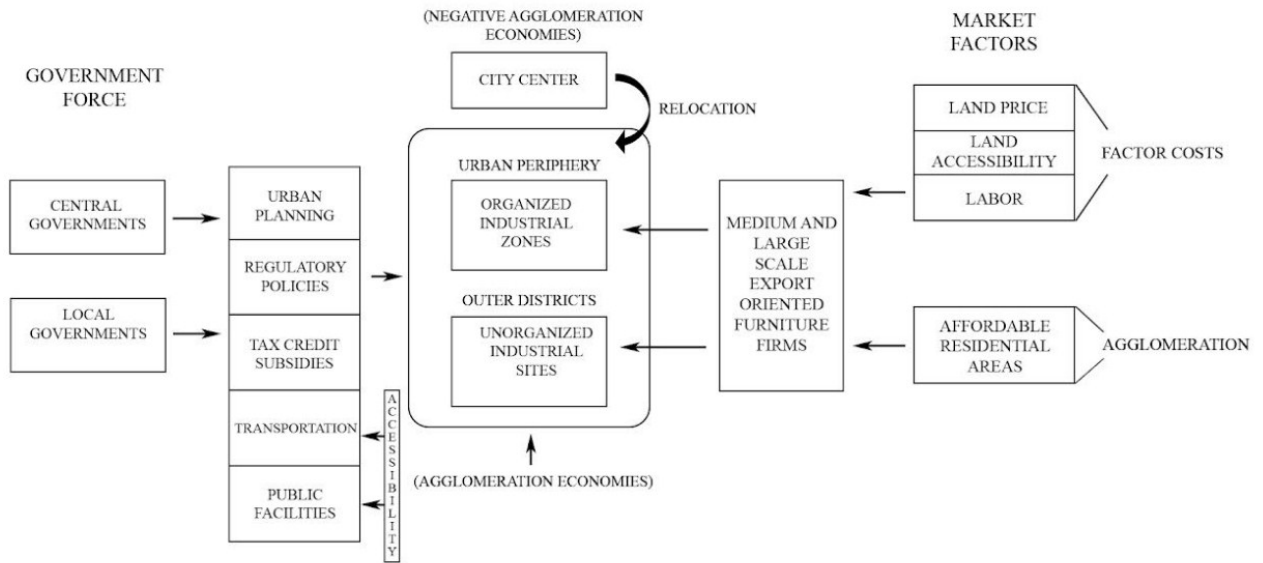 GOVERNMENT
FORCE
CENTRAL
GOVERNMENTS
LOCAL
GOVERNMENTS
URBAN
PLANNING
REGULATORY
POLICIES
TAX CREDIT
SUBSIDIES
TRANSPORTATION
PUBLIC
FACILITIES
ACCESSIBILITY
(NEGATIVE AGGLOMERATION
ECONOMIES)
CITY CENTER
RELOCATION
URBAN PERIPHERY
ORGANIZED
INDUSTRIAL
ZONES
OUTER DISTRICTS
UNORGANIZED
INDUSTRIAL
SITES
(AGGLOMERATION ECONOMIES)
MEDIUM AND
LARGE
SCALE
EXPORT
ORIENTED
FURNITURE
FIRMS
MARKET
FACTORS
LAND PRICE
LAND
ACCESSIBILITY
LABOR
FACTOR COSTS
AFFORDABLE
RESIDENTIAL
AREAS
AGGLOMERATION